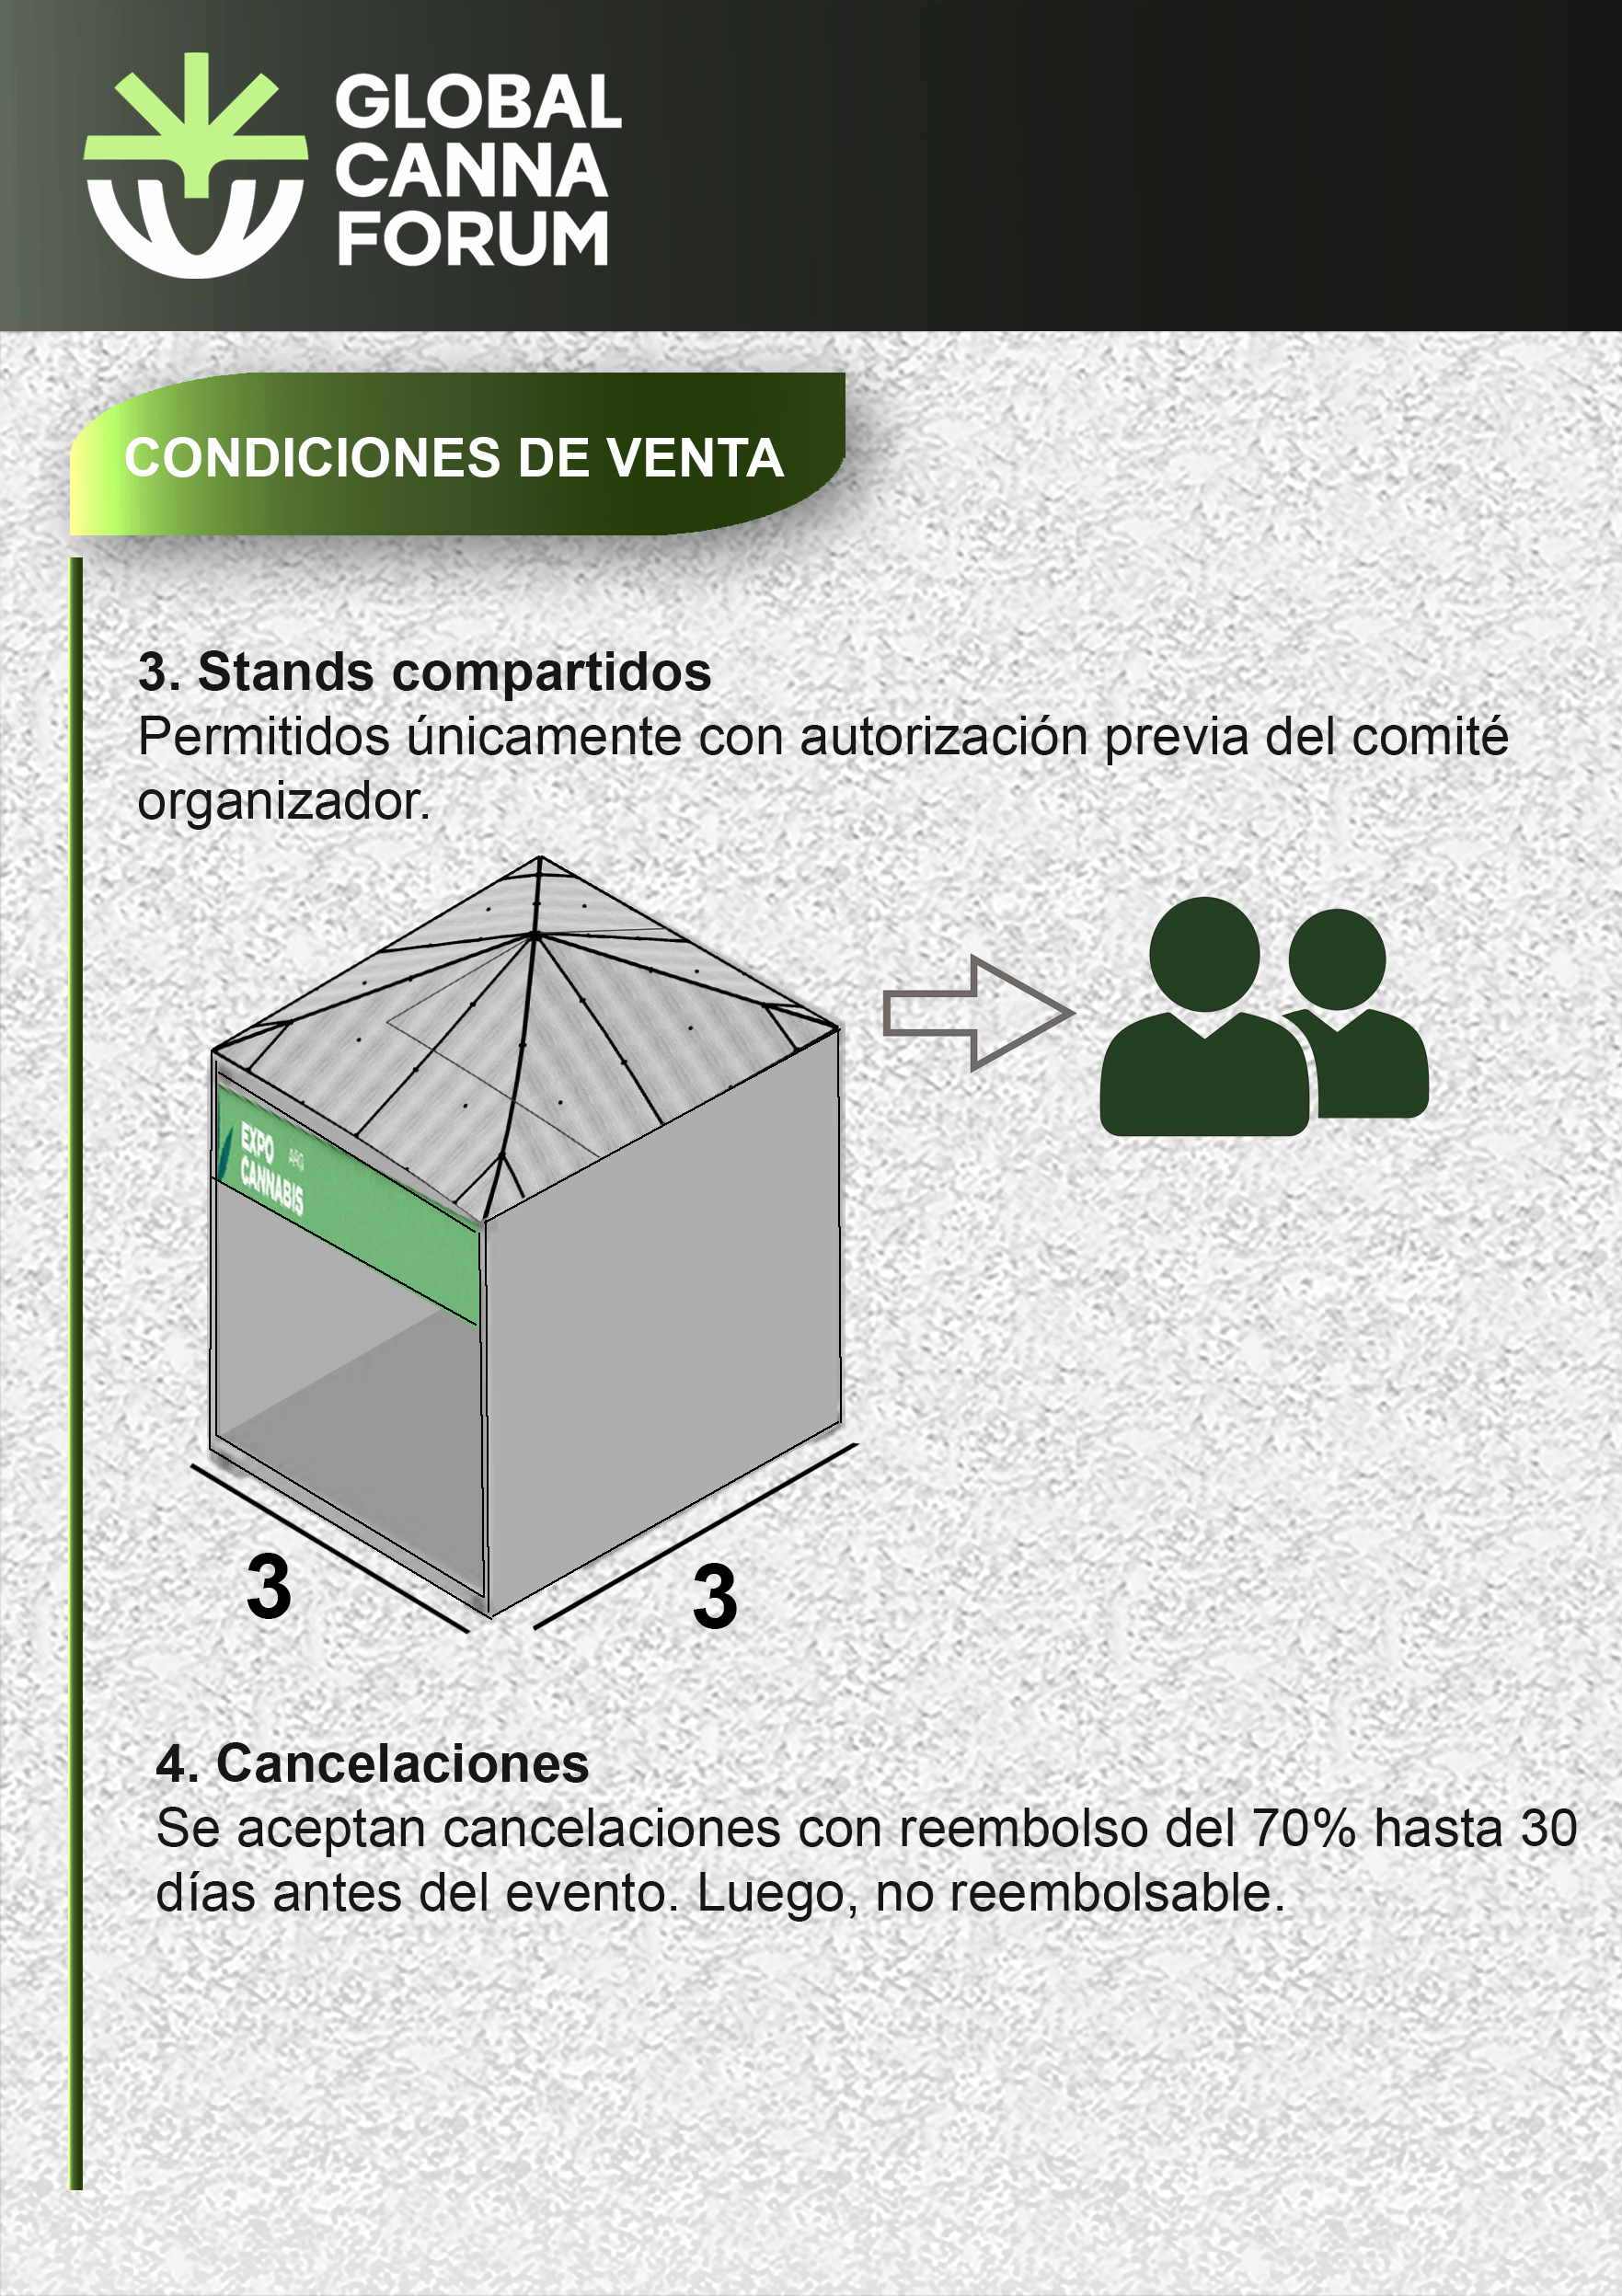 GLOBAL
CANNA
FORUM
CONDICIONES DE VENTA
3. Stands compartidos
Permitidos únicamente con autorización previa del comité
organizador.
EXPO
CANNABIS
3
3
4. Cancelaciones
Se aceptan cancelaciones con reembolso del 70% hasta 30
días antes del evento. Luego, no reembolsable.